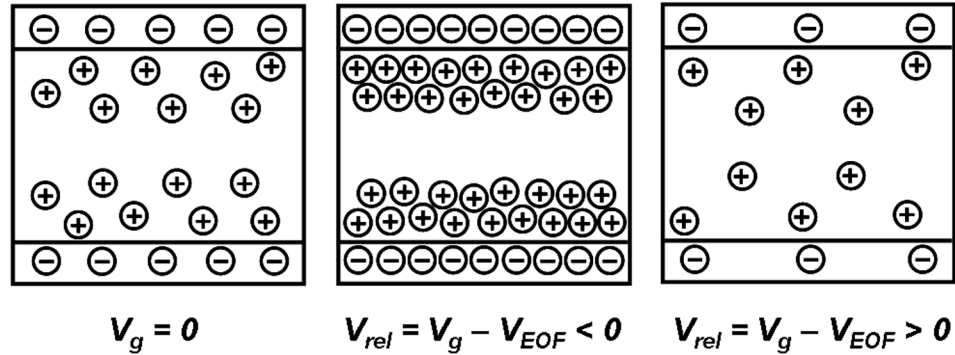 V_g = 0
V_rel = V_g – V_EOF < 0
V_rel = V_g – V_EOF > 0